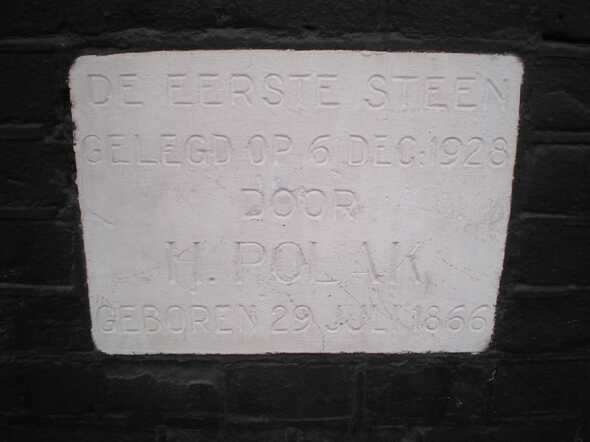 DE EERSTE STEEN
GELEGD OP 6 DEC. 1928
DOOR
H. POLAK
GEBOREN 29 JULI 1866